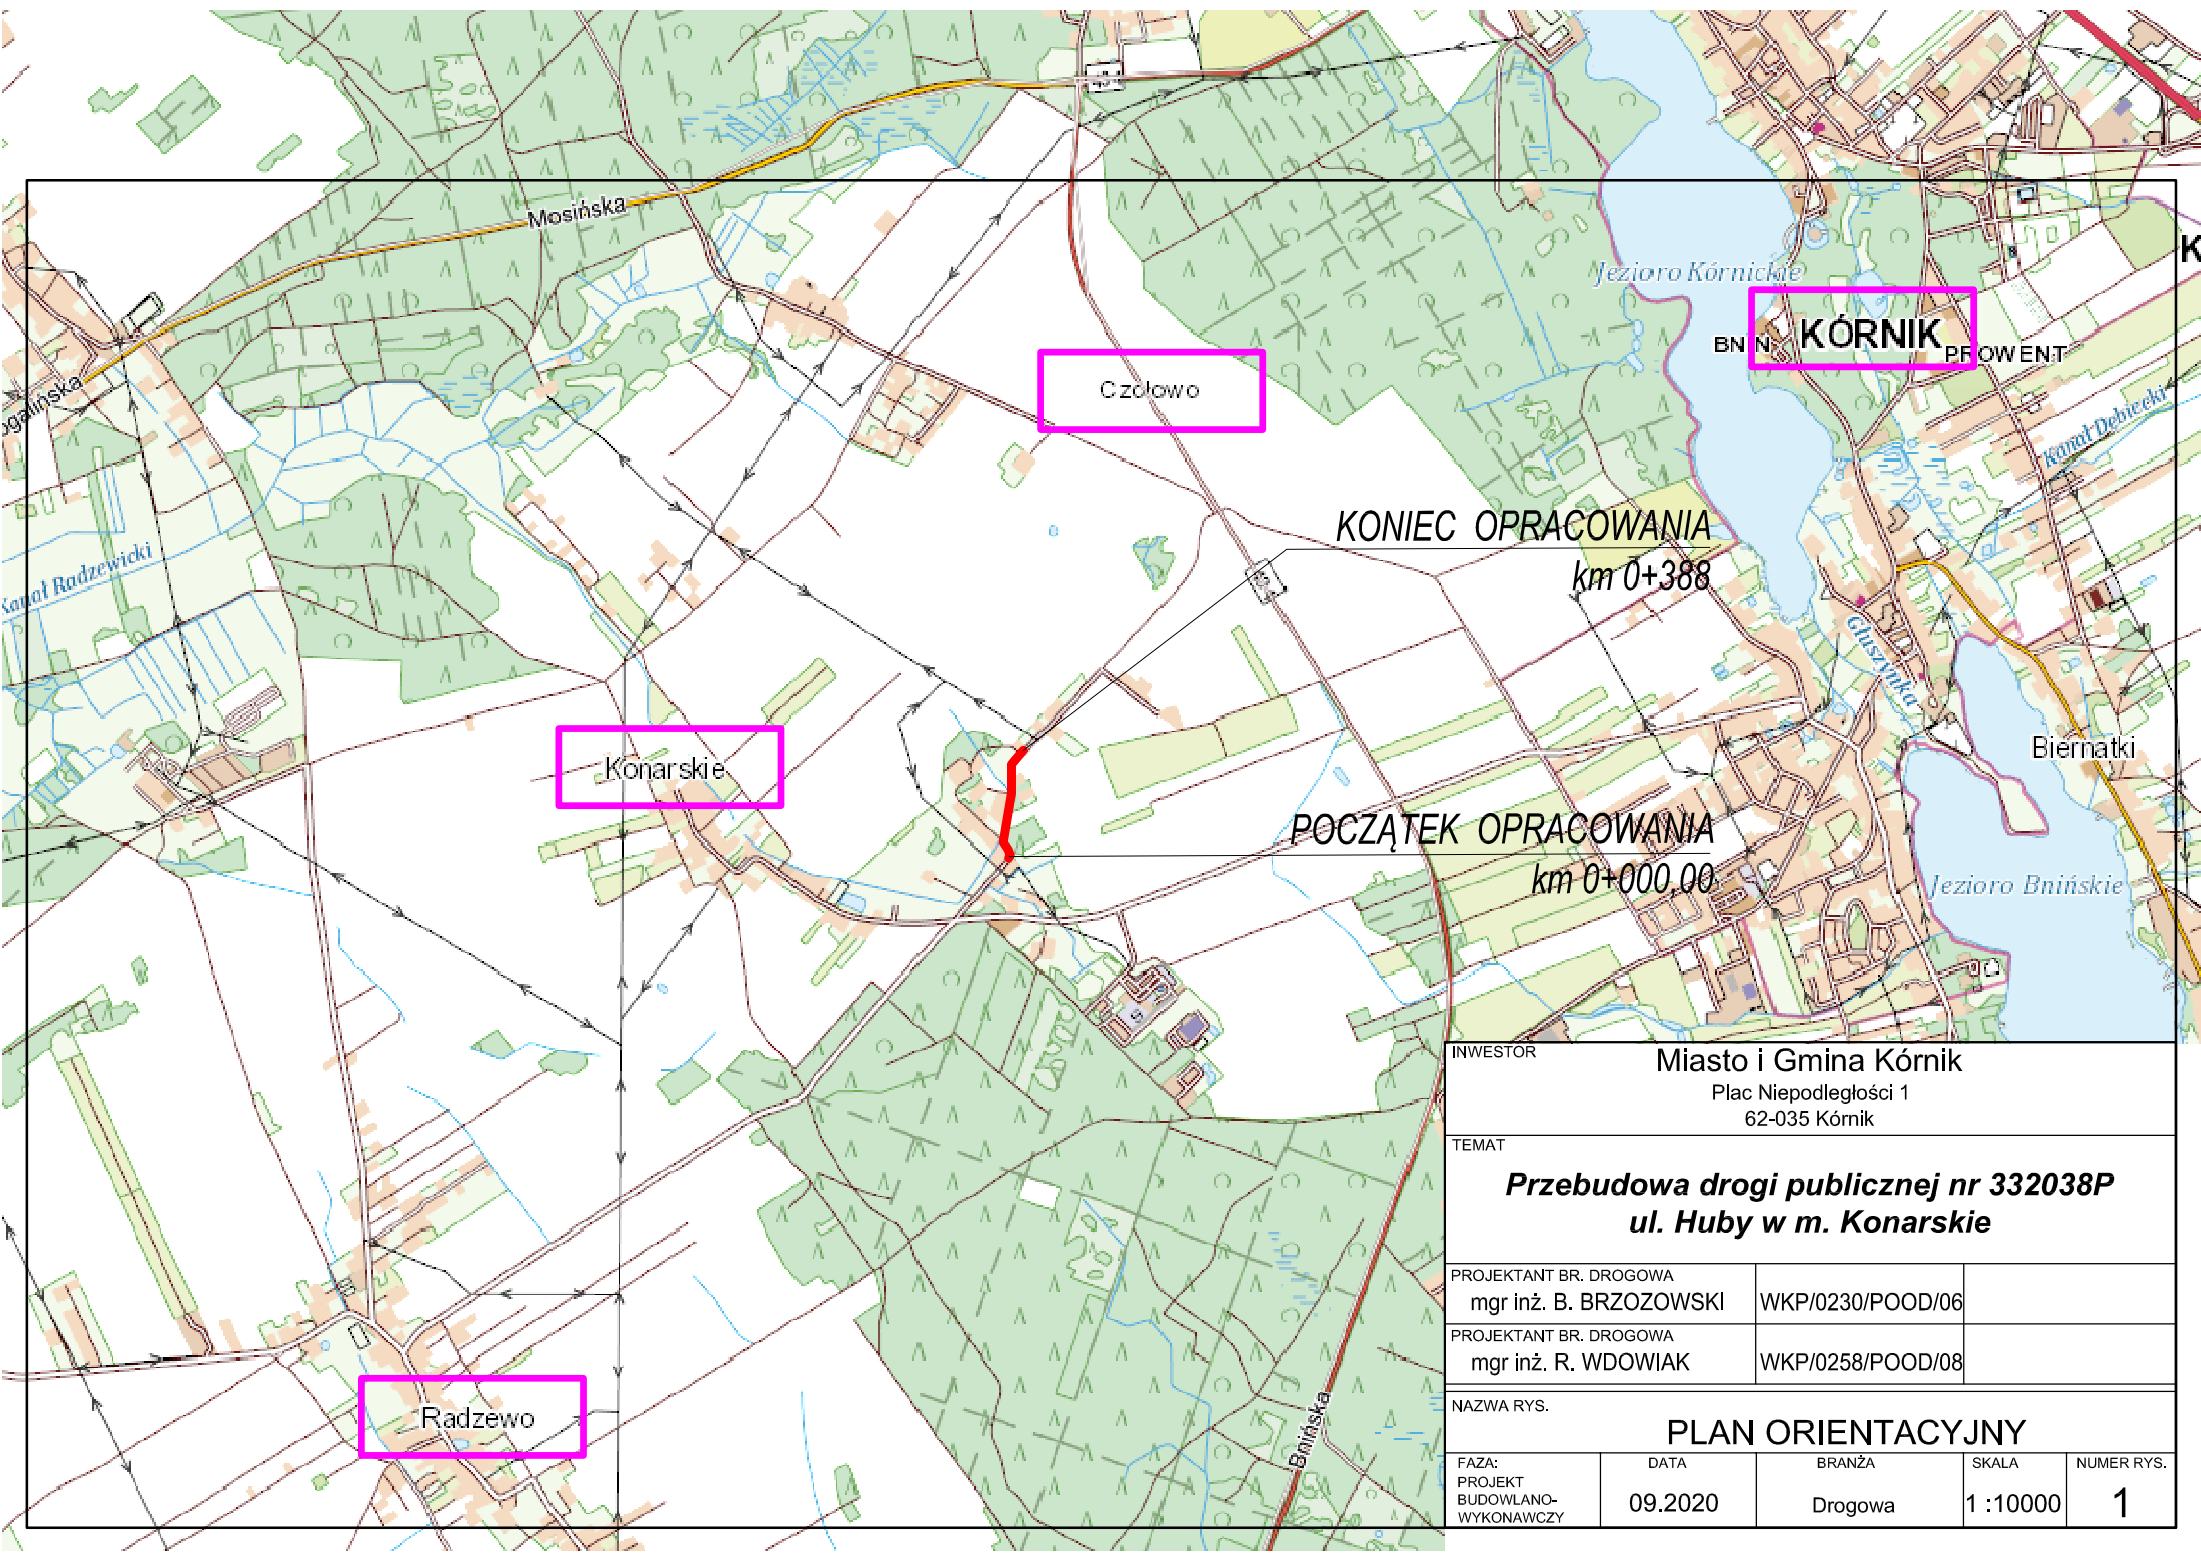 Mosińska
Jezioro Kórnickie
K
BNIN
KÓRNIK
PROWENT
Czołowo
Kanał Dębiecki
KONIEC OPRACOWANIA
km 0+388
Kanał Radzewicki
Głuszynka
Biernatki
Konarskie
POCZĄTEK OPRACOWANIA
km 0+000,00
Jezioro Bnińskie
Radzewo
Bnińska
INWESTOR
Miasto i Gmina Kórnik
Plac Niepodległości 1
62-035 Kórnik
TEMAT
Przebudowa drogi publicznej nr 332038P
ul. Huby w m. Konarskie
PROJEKTANT BR. DROGOWA
mgr inż. B. BRZOZOWSKI WKP/0230/POOD/06
PROJEKTANT BR. DROGOWA
mgr inż. R. WDOWIAK WKP/0258/POOD/08
NAZWA RYS.
PLAN ORIENTACYJNY
FAZA:
PROJEKT
BUDOWLANO-
WYKONAWCZY
DATA
09.2020
BRANŻA
Drogowa
SKALA
1 :10000
NUMER RYS.
1